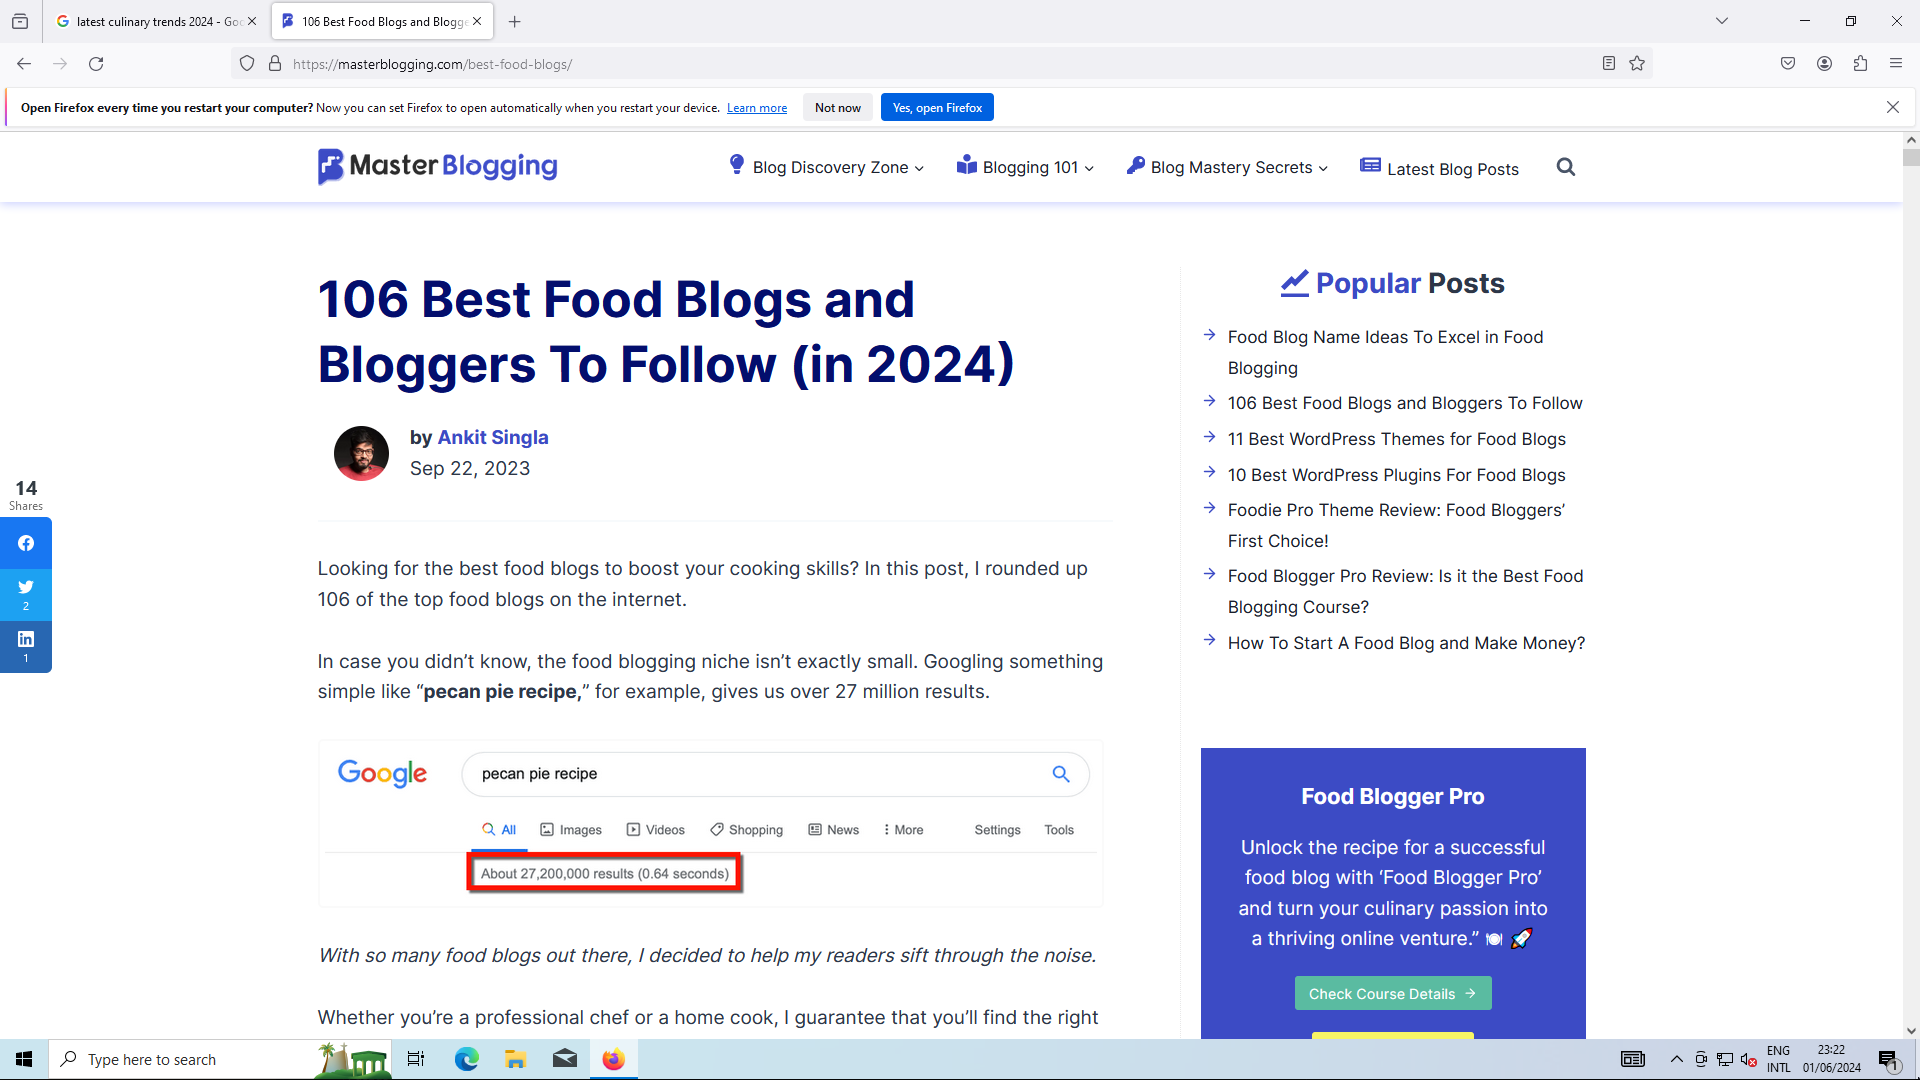 latest culinary trends 2024 - Goo
106 Best Food Blogs and Blogge
https://masterblogging.com/best-food-blogs/
Open Firefox every time you restart your computer? Now you can set Firefox to open automatically when you restart your device. Learn more
Not now
Yes, open Firefox
Master Blogging
Blog Discovery Zone
Blogging 101
Blog Mastery Secrets
Latest Blog Posts
106 Best Food Blogs and
Bloggers To Follow (in 2024)
by Ankit Singla
Sep 22, 2023
14
Shares
2
1
Looking for the best food blogs to boost your cooking skills? In this post, I rounded up
106 of the top food blogs on the internet.
In case you didn’t know, the food blogging niche isn’t exactly small. Googling something
simple like “pecan pie recipe,” for example, gives us over 27 million results.
Google
pecan pie recipe
All
Images
Videos
Shopping
News
More
Settings
Tools
About 27,200,000 results (0.64 seconds)
With so many food blogs out there, I decided to help my readers sift through the noise.
Whether you’re a professional chef or a home cook, I guarantee that you’ll find the right
Popular Posts
Food Blog Name Ideas To Excel in Food
Blogging
106 Best Food Blogs and Bloggers To Follow
11 Best WordPress Themes for Food Blogs
10 Best WordPress Plugins For Food Blogs
Foodie Pro Theme Review: Food Bloggers’
First Choice!
Food Blogger Pro Review: Is it the Best Food
Blogging Course?
How To Start A Food Blog and Make Money?
Food Blogger Pro
Unlock the recipe for a successful
food blog with ‘Food Blogger Pro’
and turn your culinary passion into
a thriving online venture.”
Check Course Details
Type here to search
ENG
INTL
23:22
01/06/2024
1